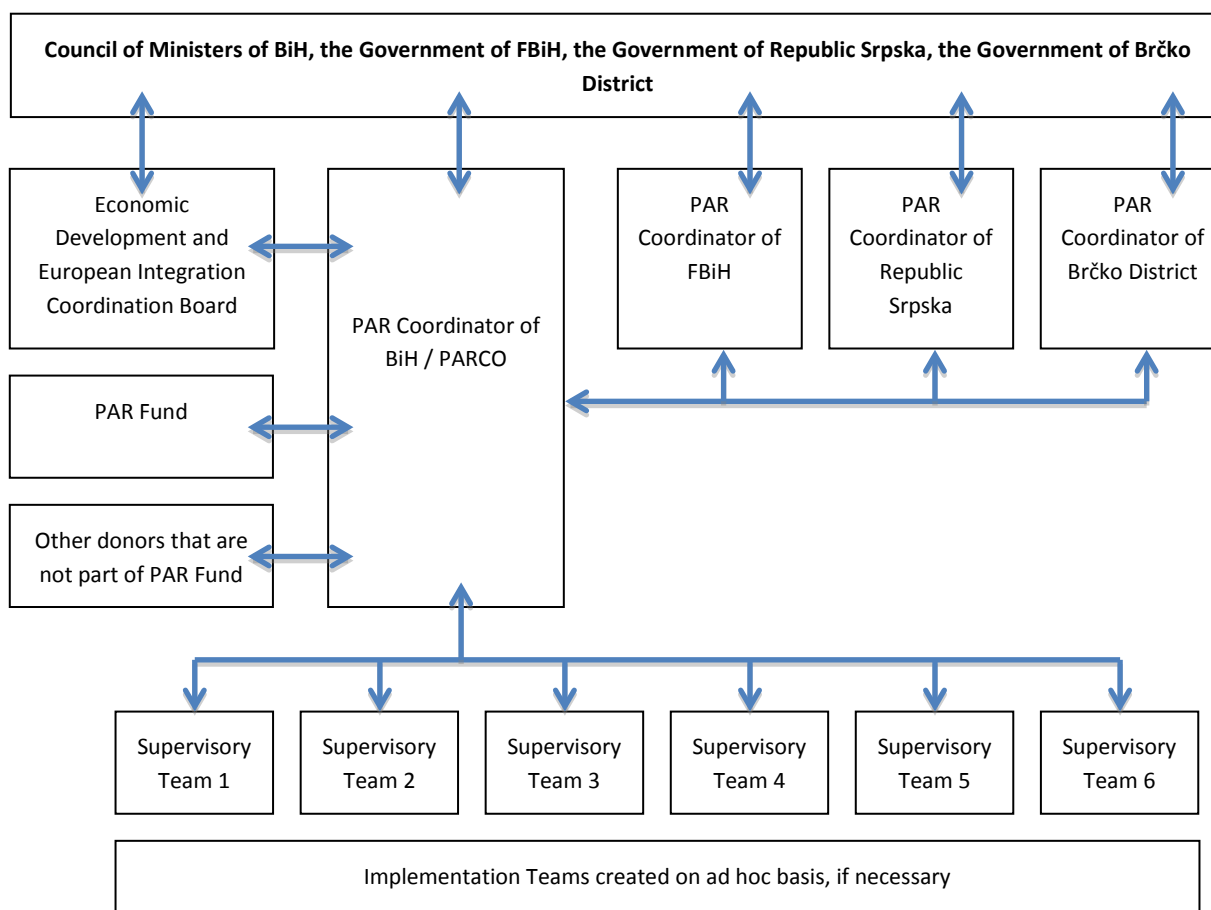 Council of Ministers of BiH, the Government of FBiH, the Government of Republic Srpska, the Government of Brčko
District
Economic
Development and
European Integration
Coordination Board
PAR Coordinator of
BiH / PARCO
PAR
Coordinator of
FBiH
PAR
Coordinator of
Republic
Srpska
PAR
Coordinator of
Brčko District
PAR Fund
Other donors that are
not part of PAR Fund
Supervisory
Team 1
Supervisory
Team 2
Supervisory
Team 3
Supervisory
Team 4
Supervisory
Team 5
Supervisory
Team 6
Implementation Teams created on ad hoc basis, if necessary